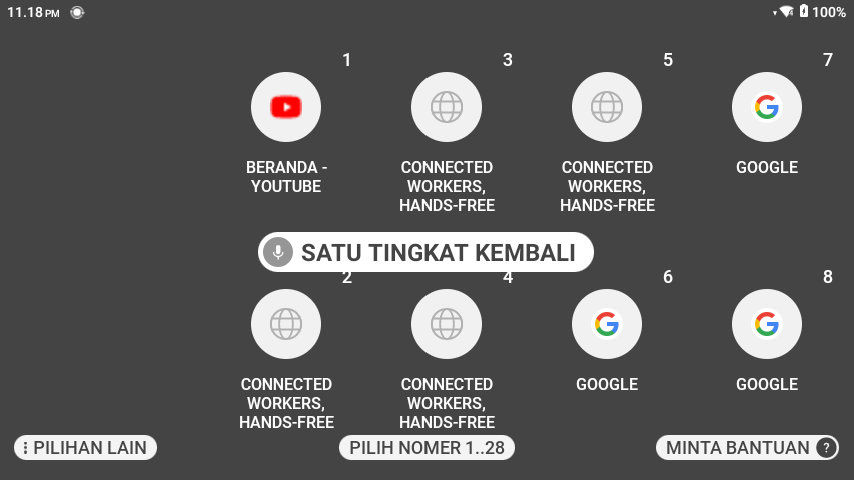 11.18 PM
100%
1
3
5
7
BERANDA -
YOUTUBE
CONNECTED
WORKERS,
HANDS-FREE
CONNECTED
WORKERS,
HANDS-FREE
GOOGLE
SATU TINGKAT KEMBALI
2
4
6
8
CONNECTED
WORKERS,
HANDS-FREE
CONNECTED
WORKERS,
HANDS-FREE
GOOGLE
GOOGLE
PILIHAN LAIN
PILIH NOMER 1..28
MINTA BANTUAN ?